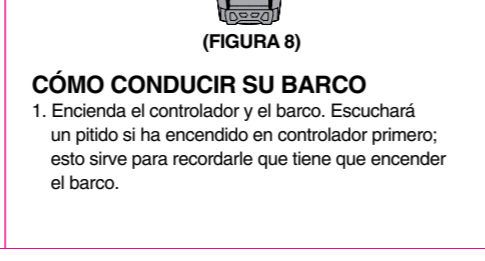 (FIGURA 8)
CÓMO CONDUCIR SU BARCO
1. Encienda el controlador y el barco. Escuchará
un pitido si ha encendido en controlador primero;
esto sirve para recordarle que tiene que encender
el barco.